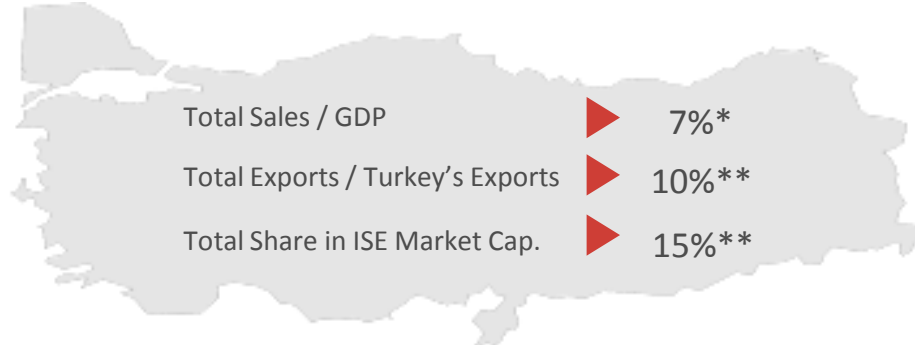 Total Sales / GDP 7%*
Total Exports / Turkey's Exports 10%**
Total Share in ISE Market Cap. 15%**